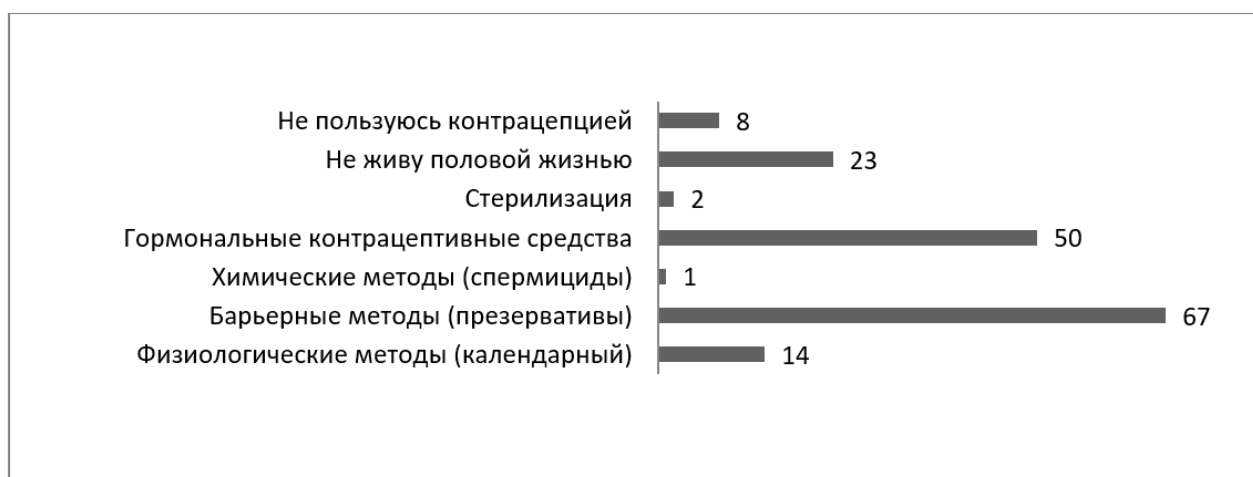 Не пользуюсь контрацепцией 8
Не живу половой жизнью 23
Стерилизация 2
Гормональные контрацептивные средства 50
Химические методы (спермициды) 1
Барьерные методы (презервативы) 67
Физиологические методы (календарный) 14